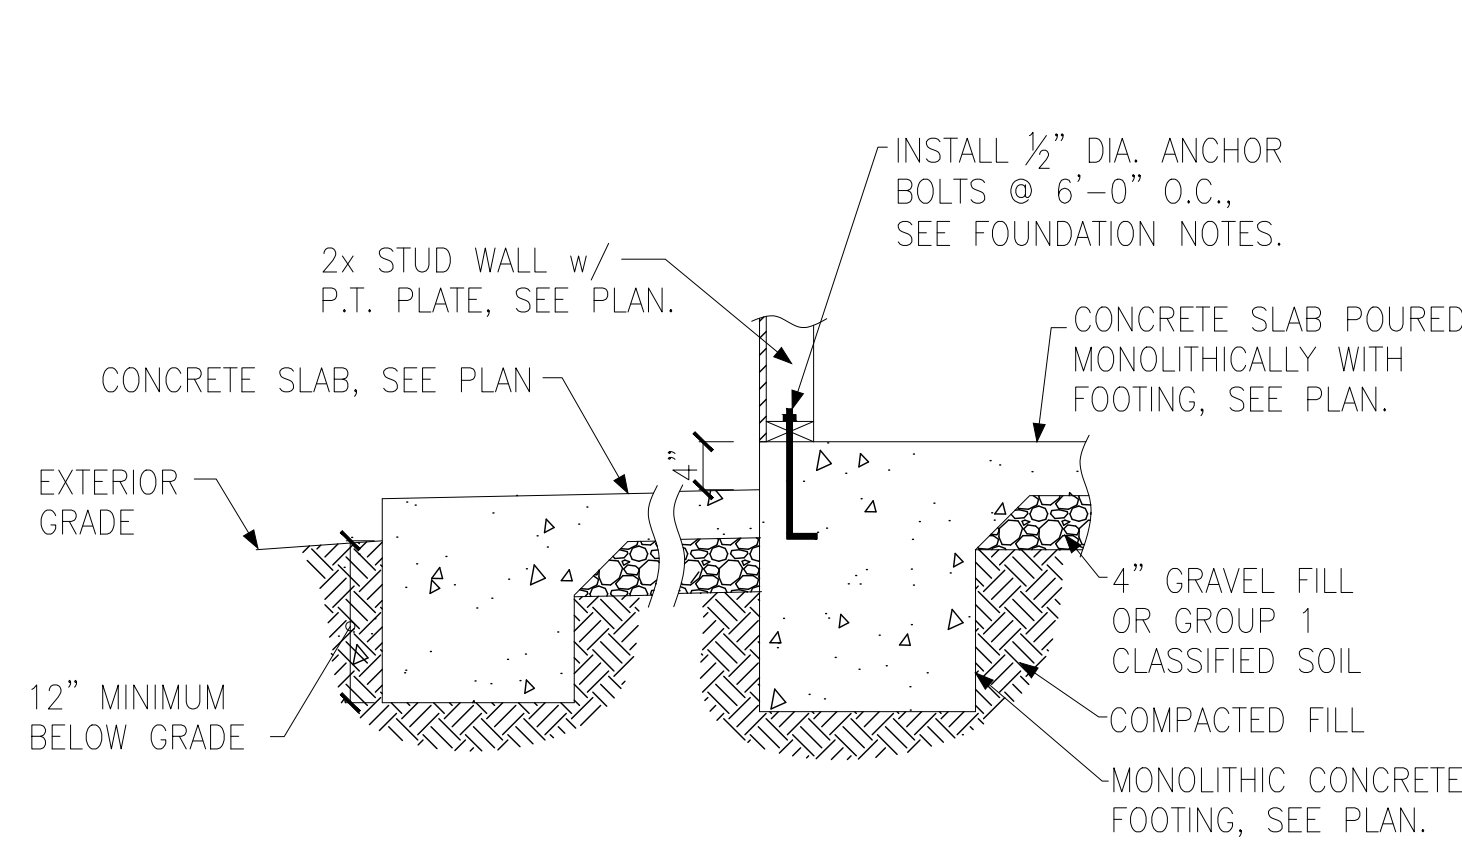 INSTALL ½" DIA. ANCHOR
BOLTS @ 6'-0" O.C.,
SEE FOUNDATION NOTES.
2x STUD WALL w/
P.T. PLATE, SEE PLAN.
CONCRETE SLAB POURED
MONOLITHICALLY WITH
FOOTING, SEE PLAN.
CONCRETE SLAB, SEE PLAN
4"
EXTERIOR
GRADE
4" GRAVEL FILL
OR GROUP 1
CLASSIFIED SOIL
12" MINIMUM
BELOW GRADE
COMPACTED FILL
MONOLITHIC CONCRETE
FOOTING, SEE PLAN.